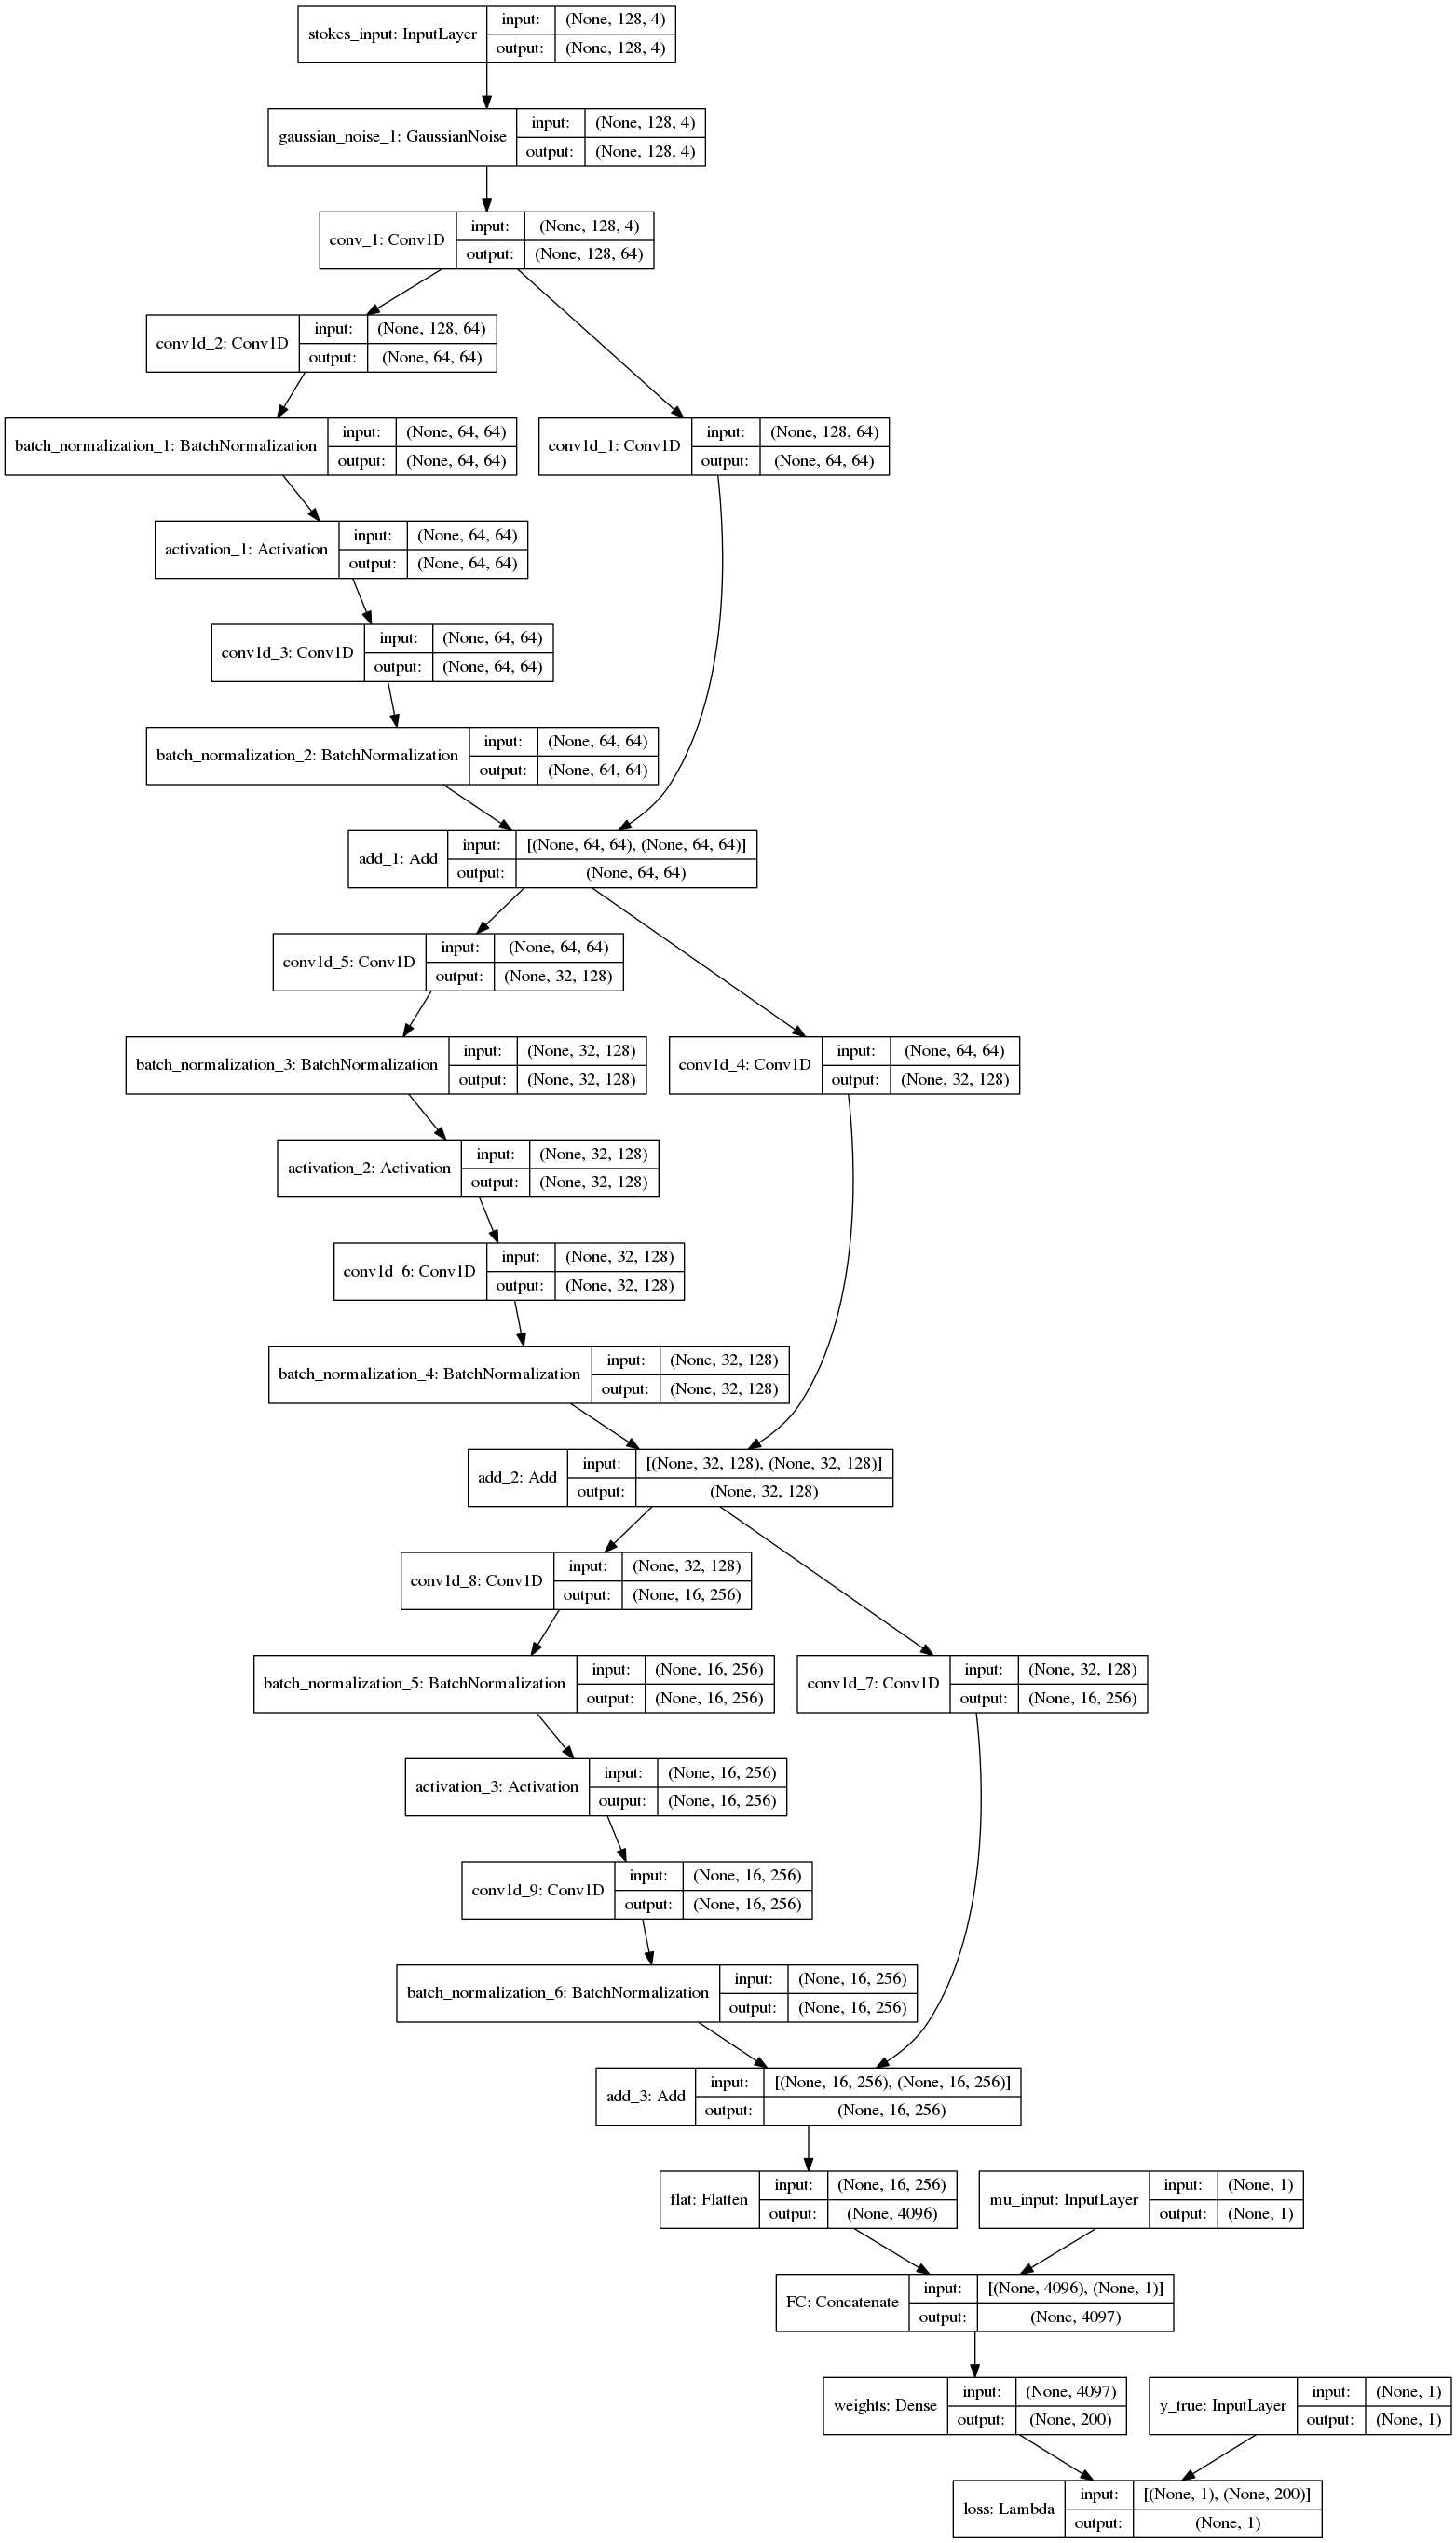 stokes_input: InputLayer
input: (None, 128, 4)
output: (None, 128, 4)
gaussian_noise_1: GaussianNoise
input: (None, 128, 4)
output: (None, 128, 4)
conv_1: Conv1D
input: (None, 128, 4)
output: (None, 128, 64)
conv1d_2: Conv1D
input: (None, 128, 64)
output: (None, 64, 64)
batch_normalization_1: BatchNormalization
input: (None, 64, 64)
output: (None, 64, 64)
conv1d_1: Conv1D
input: (None, 128, 64)
output: (None, 64, 64)
activation_1: Activation
input: (None, 64, 64)
output: (None, 64, 64)
conv1d_3: Conv1D
input: (None, 64, 64)
output: (None, 64, 64)
batch_normalization_2: BatchNormalization
input: (None, 64, 64)
output: (None, 64, 64)
add_1: Add
input: [(None, 64, 64), (None, 64, 64)]
output: (None, 64, 64)
conv1d_5: Conv1D
input: (None, 64, 64)
output: (None, 32, 128)
batch_normalization_3: BatchNormalization
input: (None, 32, 128)
output: (None, 32, 128)
conv1d_4: Conv1D
input: (None, 64, 64)
output: (None, 32, 128)
activation_2: Activation
input: (None, 32, 128)
output: (None, 32, 128)
conv1d_6: Conv1D
input: (None, 32, 128)
output: (None, 32, 128)
batch_normalization_4: BatchNormalization
input: (None, 32, 128)
output: (None, 32, 128)
add_2: Add
input: [(None, 32, 128), (None, 32, 128)]
output: (None, 32, 128)
conv1d_8: Conv1D
input: (None, 32, 128)
output: (None, 16, 256)
batch_normalization_5: BatchNormalization
input: (None, 16, 256)
output: (None, 16, 256)
conv1d_7: Conv1D
input: (None, 32, 128)
output: (None, 16, 256)
activation_3: Activation
input: (None, 16, 256)
output: (None, 16, 256)
conv1d_9: Conv1D
input: (None, 16, 256)
output: (None, 16, 256)
batch_normalization_6: BatchNormalization
input: (None, 16, 256)
output: (None, 16, 256)
add_3: Add
input: [(None, 16, 256), (None, 16, 256)]
output: (None, 16, 256)
flat: Flatten
input: (None, 16, 256)
output: (None, 4096)
mu_input: InputLayer
input: (None, 1)
output: (None, 1)
FC: Concatenate
input: [(None, 4096), (None, 1)]
output: (None, 4097)
weights: Dense
input: (None, 4097)
output: (None, 200)
y_true: InputLayer
input: (None, 1)
output: (None, 1)
loss: Lambda
input: [(None, 1), (None, 200)]
output: (None, 1)